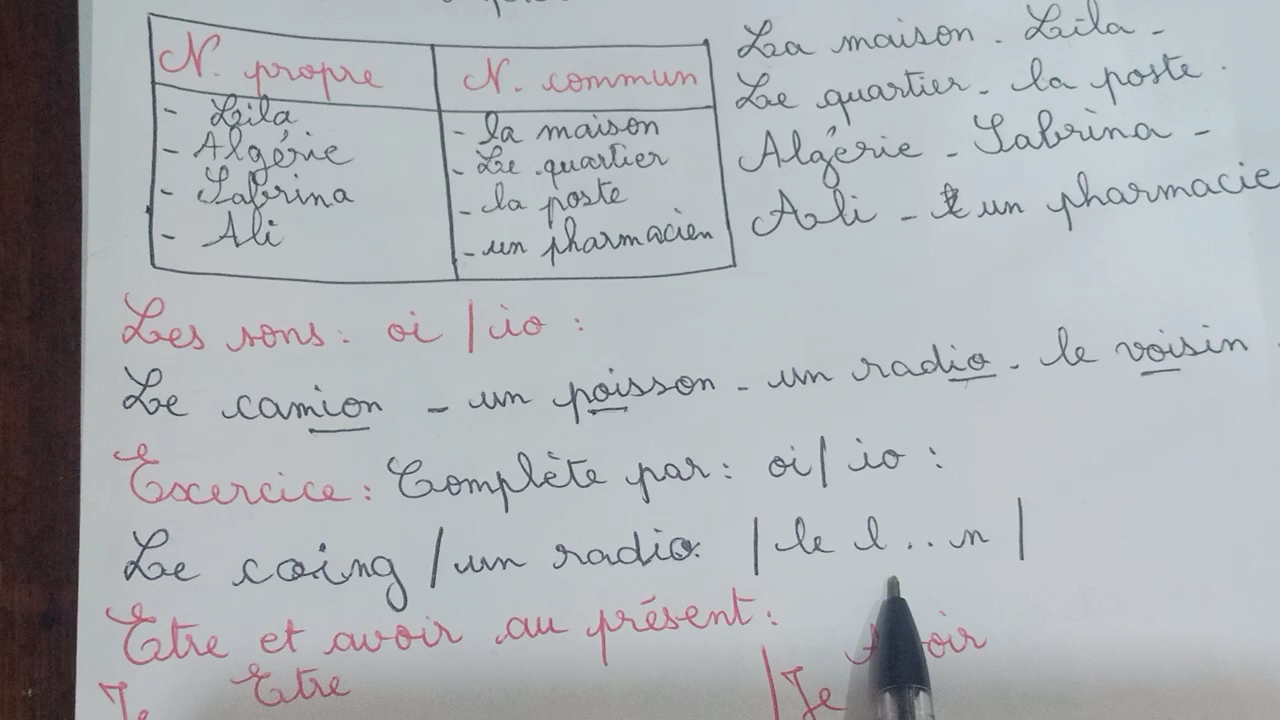 N. propre
N. commun
- Leila
- Algérie
- Sabrina
- Ali
- la maison
- Le quartier
- la poste
- un pharmacien
La maison. Leila -
Le quartier - la poste.
Algérie - Sabrina -
Ali - un pharmacie
Les sons : oi / io :
Le camion - un poisson - un radio. le voisin.
Exercice : Complète par : oi / io :
Le coing / un radio. | le l..n |
Etre et avoir au présent :
Etre
Avoir
Je
| Je